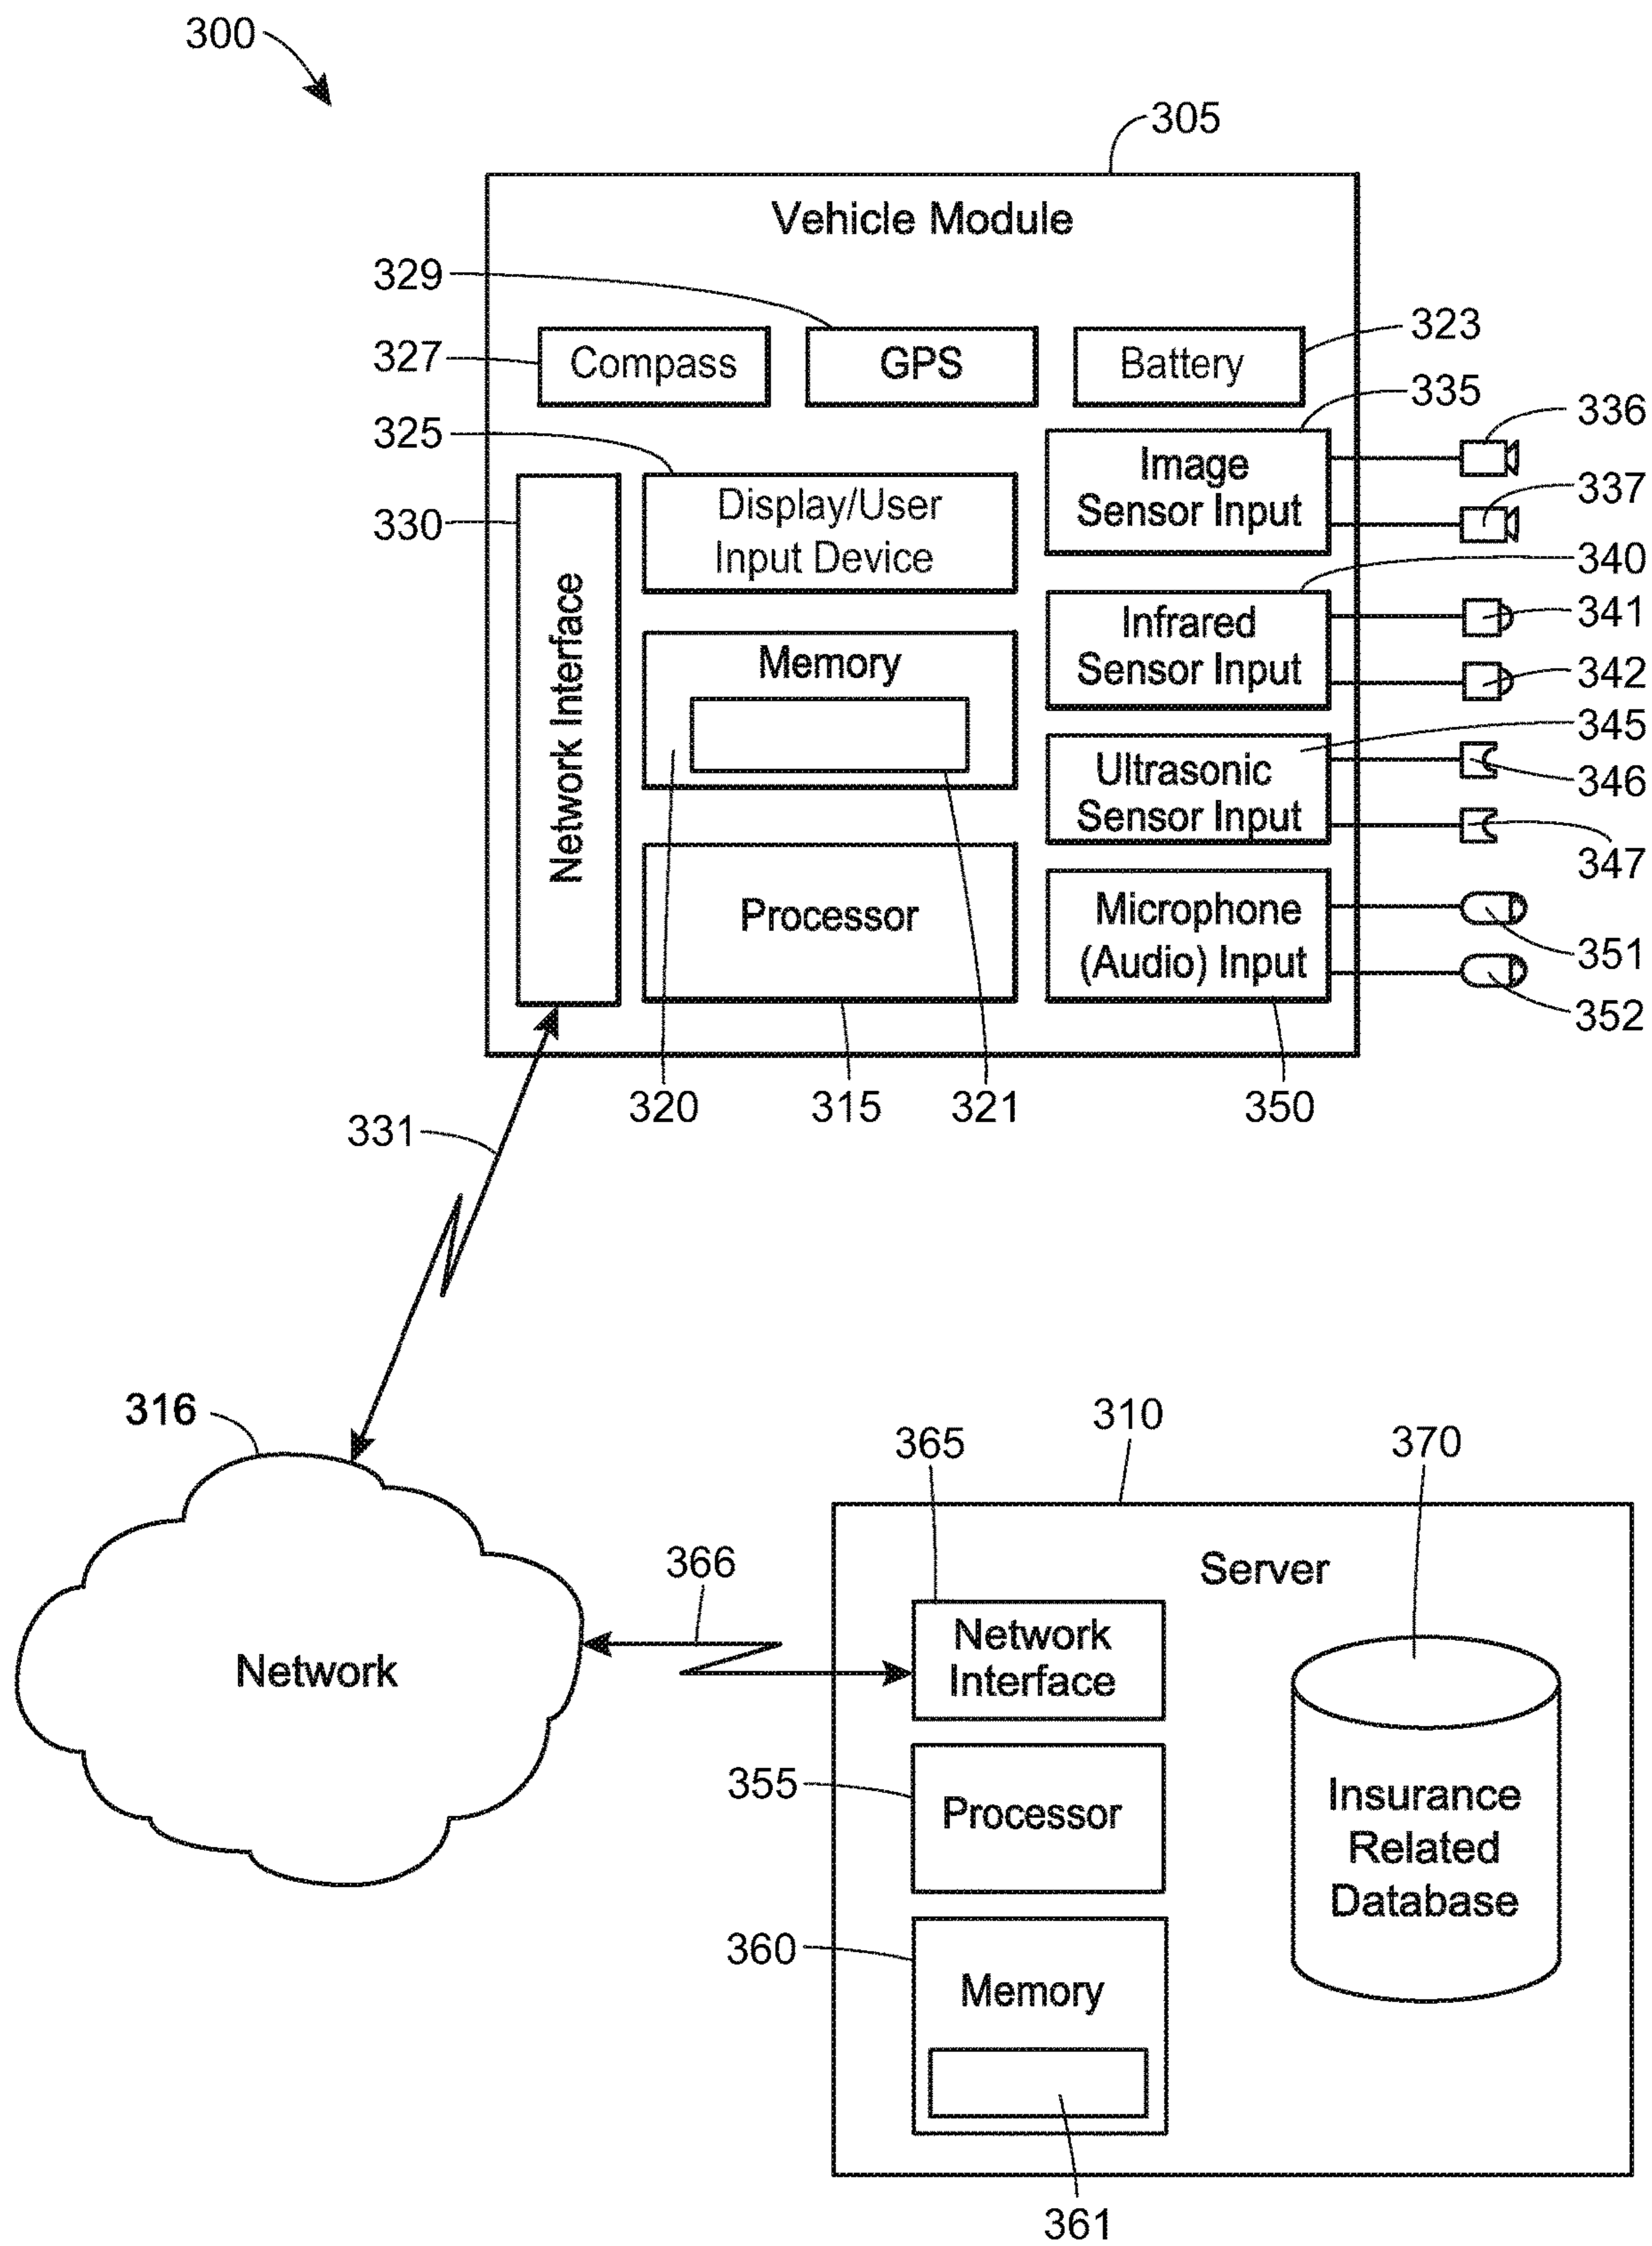 300
305
Vehicle Module
329
323
327
Compass
GPS
Battery
335
336
325
Image
Sensor Input
337
330
Display/User
Input Device
340
Infrared
Sensor Input
341
342
Network Interface
Memory
345
Ultrasonic
Sensor Input
346
347
Processor
Microphone
(Audio) Input
351
352
320
315
321
350
331
316
310
365
370
366
Server
Network
Network
Interface
355
Processor
Insurance
Related
Database
360
Memory
361